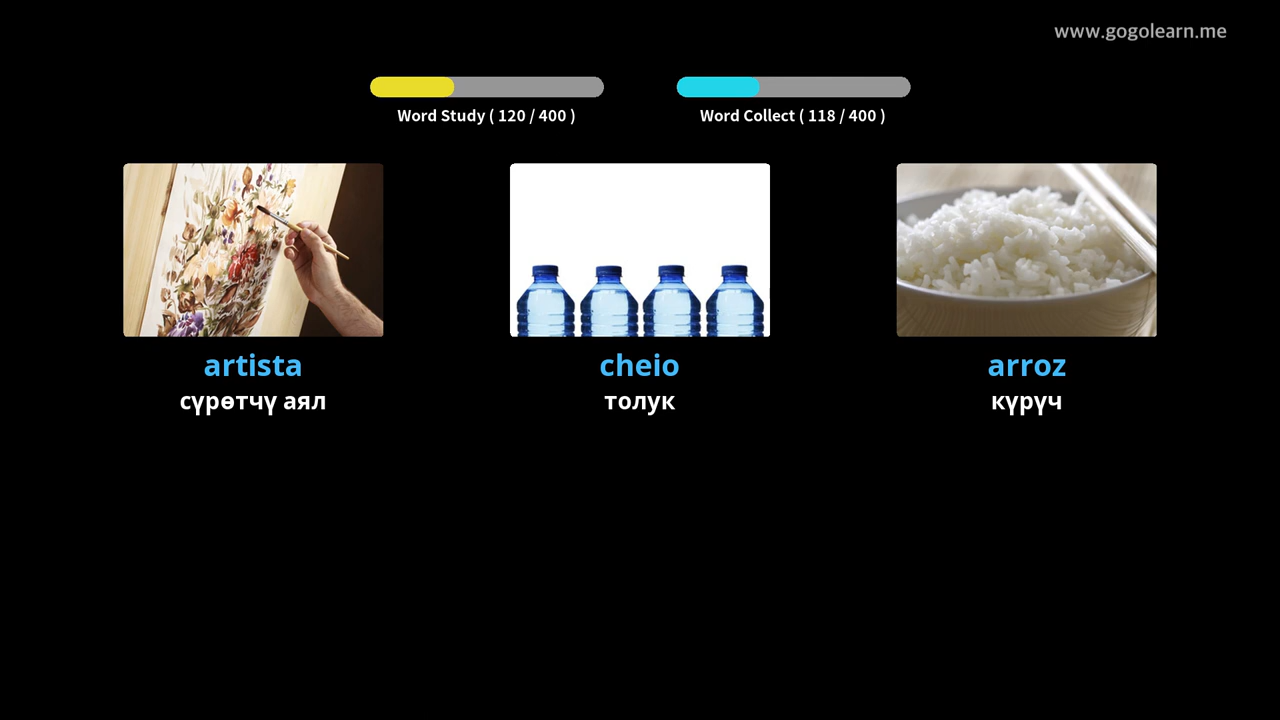 www.gogolearn.me
Word Study ( 120 / 400 )
Word Collect ( 118 / 400 )
artista
сүрөтчү аял
cheio
толук
arroz
күрүч